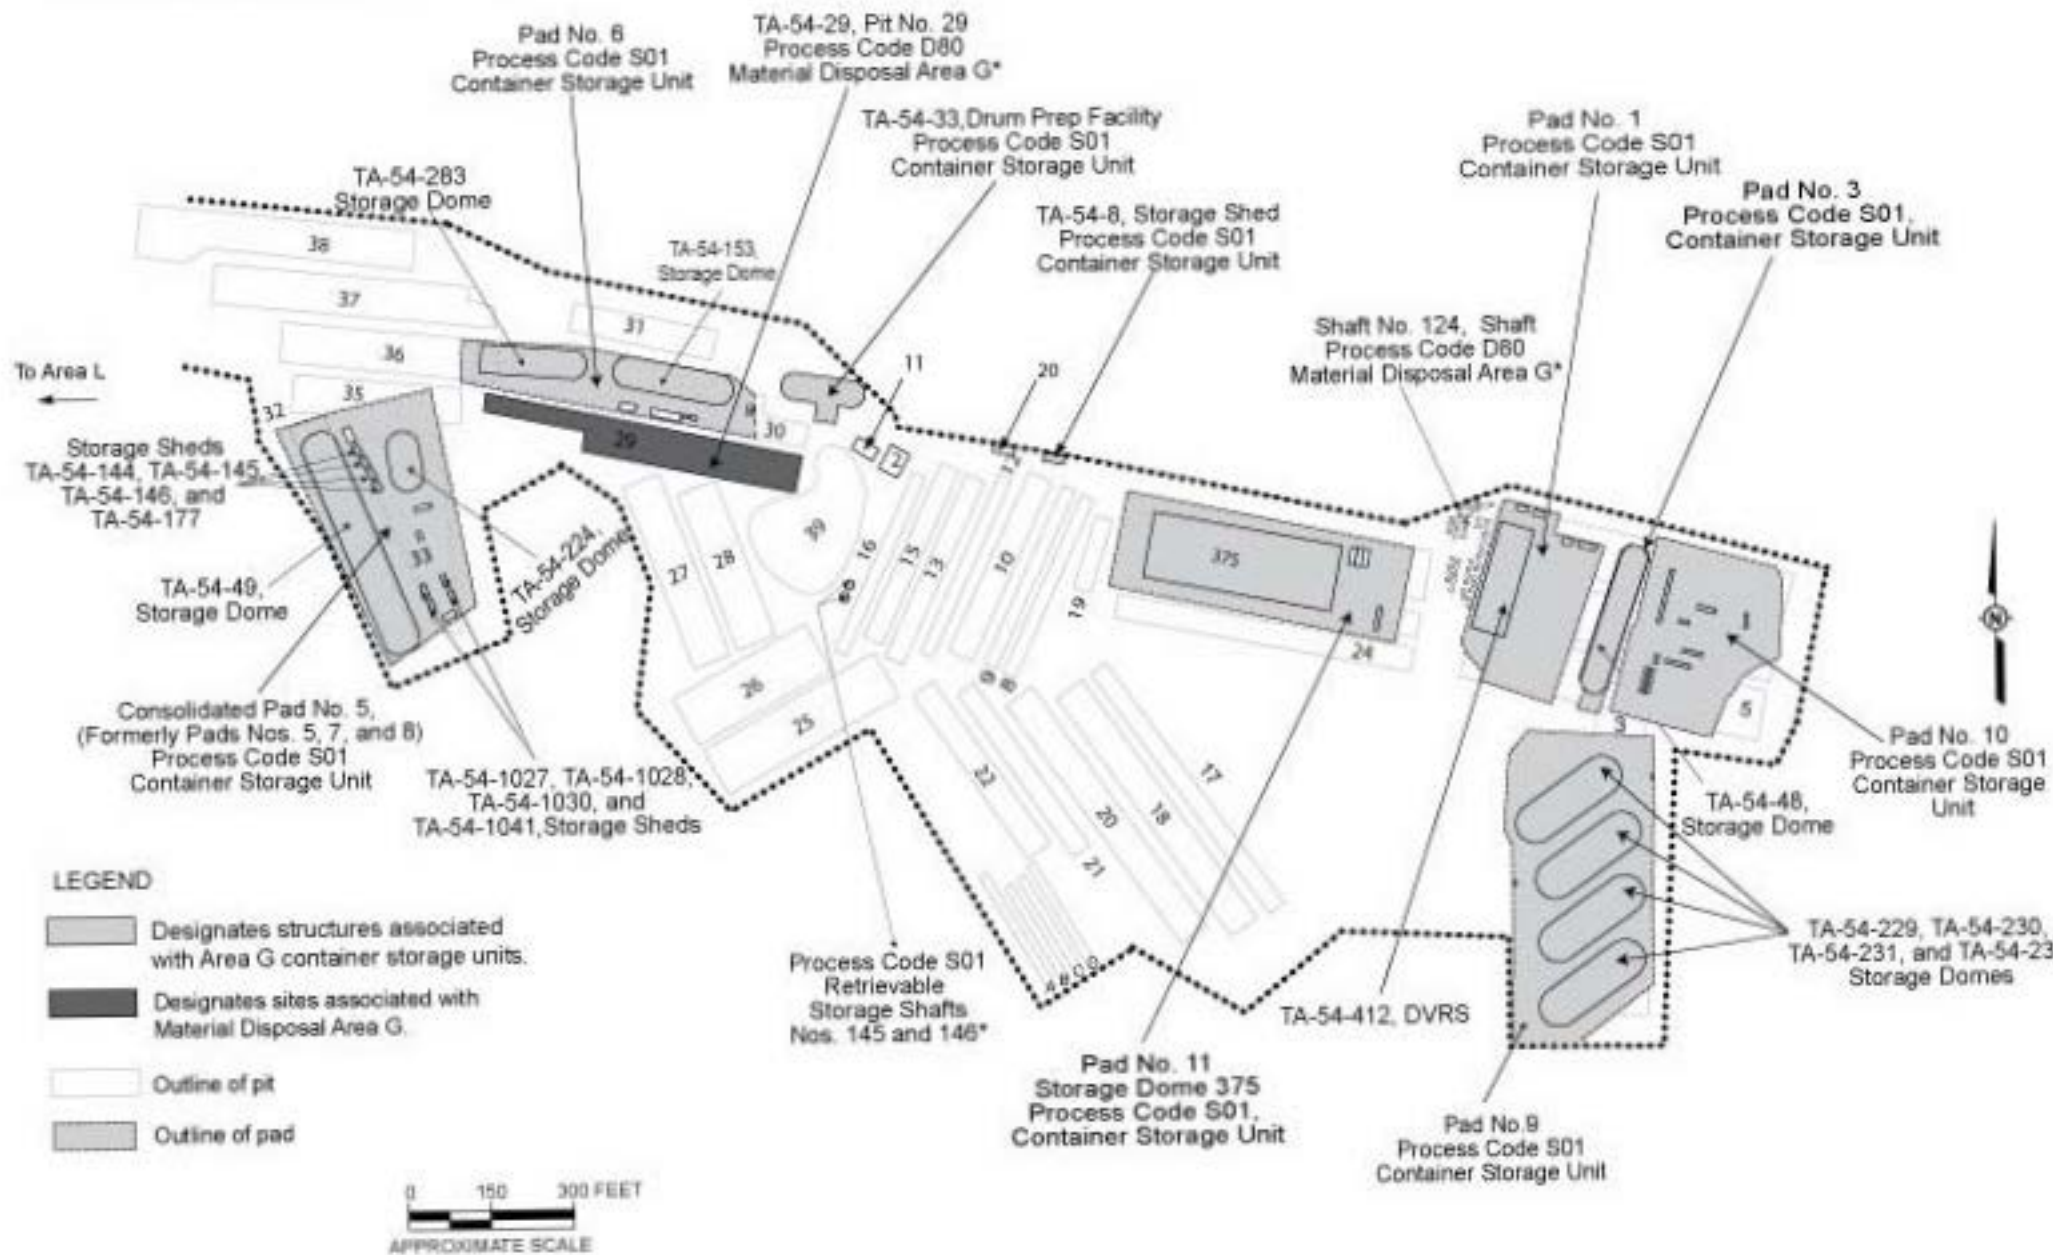 Pad No. 6
Process Code S01
Container Storage Unit
TA-54-29, Pit No. 29
Process Code D80
Material Disposal Area G*
TA-54-33,Drum Prep Facility
Process Code S01
Container Storage Unit
Pad No. 1
Process Code S01
Container Storage Unit
TA-54-283
Storage Dome
Pad No. 3
Process Code S01,
Container Storage Unit
TA-54-8, Storage Shed
Process Code S01
Container Storage Unit
TA-54-153,
Storage Dome
38
37
31
36
Shaft No. 124, Shaft
Process Code D80
Material Disposal Area G*
To Area L
11
20
35
32
30
29
2
12
Storage Sheds
TA-54-144, TA-54-145,
TA-54-146, and
TA-54-177
33
TA-54-224,
Storage Dome
27
28
39
16
15
13
10
19
375
24
TA-54-49,
Storage Dome
9
8
26
25
5
3
Consolidated Pad No. 5,
(Formerly Pads Nos. 5, 7, and 8)
Process Code S01
Container Storage Unit
TA-54-1027, TA-54-1028,
TA-54-1030, and
TA-54-1041,Storage Sheds
22
17
18
20
21
Pad No. 10
Process Code S01
Container Storage
Unit
TA-54-48,
Storage Dome
LEGEND
Designates structures associated
with Area G container storage units.
Designates sites associated with
Material Disposal Area G.
Outline of pit
Outline of pad
Process Code S01
Retrievable
Storage Shafts
Nos. 145 and 146*
A B C D
TA-54-412, DVRS
TA-54-229, TA-54-230,
TA-54-231, and TA-54-23
Storage Domes
Pad No. 11
Storage Dome 375
Process Code S01,
Container Storage Unit
Pad No.9
Process Code S01
Container Storage Unit
N
0 150 300 FEET
APPROXIMATE SCALE